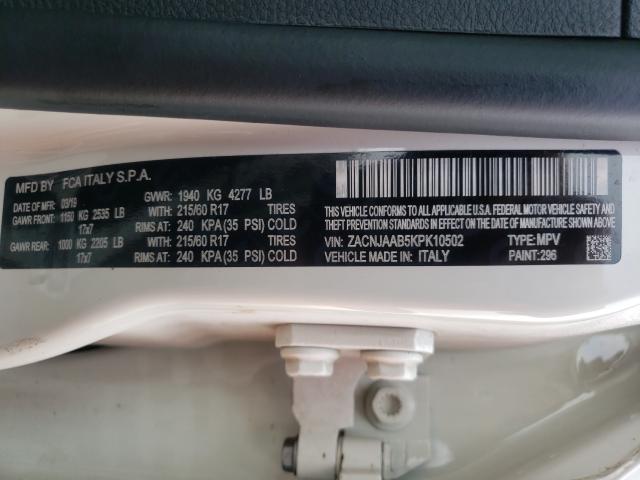 MFD BY FCA ITALY S.P.A.
DATE OF MFR: 03/19 GVWR: 1940 KG 4277 LB
GAWR FRONT: 1150 KG 2535 LB WITH: 215/60 R17 TIRES
17x7 RIMS AT: 240 KPA (35 PSI) COLD
GAWR REAR: 1000 KG 2205 LB WITH: 215/60 R17 TIRES
17x7 RIMS AT: 240 KPA (35 PSI) COLD
THIS VEHICLE CONFORMS TO ALL APPLICABLE U.S.A. FEDERAL MOTOR VEHICLE SAFETY, BUMPER, AND
THEFT PREVENTION STANDARDS IN EFFECT ON THE DATE OF MANUFACTURE SHOWN ABOVE
VIN: ZACNJAAB5KPK10502 TYPE: MPV
VEHICLE MADE IN: ITALY PAINT: 296